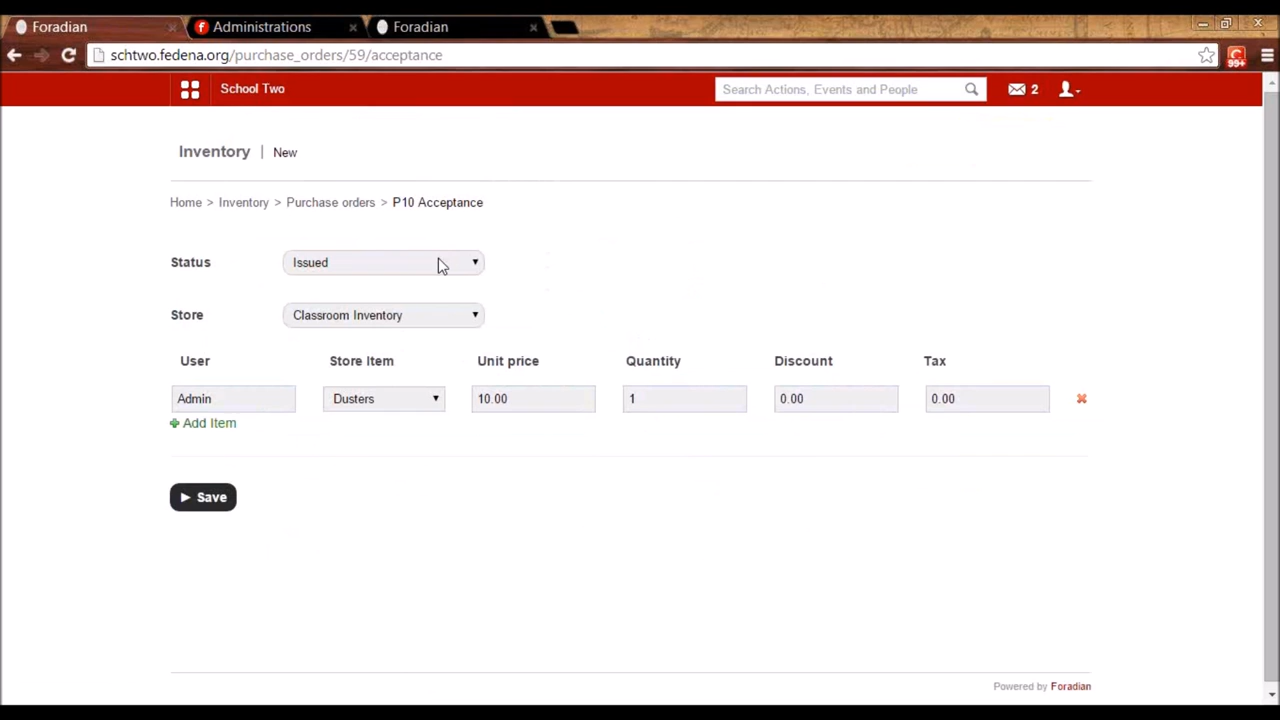 Foradian Administrations Foradian
schtwo.fedena.org/purchase_orders/59/acceptance
99+
School Two Search Actions, Events and People 2
Inventory | New
Home > Inventory > Purchase orders > P10 Acceptance
Status Issued
Store Classroom Inventory
User Store Item Unit price Quantity Discount Tax
Admin Dusters 10.00 1 0.00 0.00
Add Item
Save
Powered by Foradian